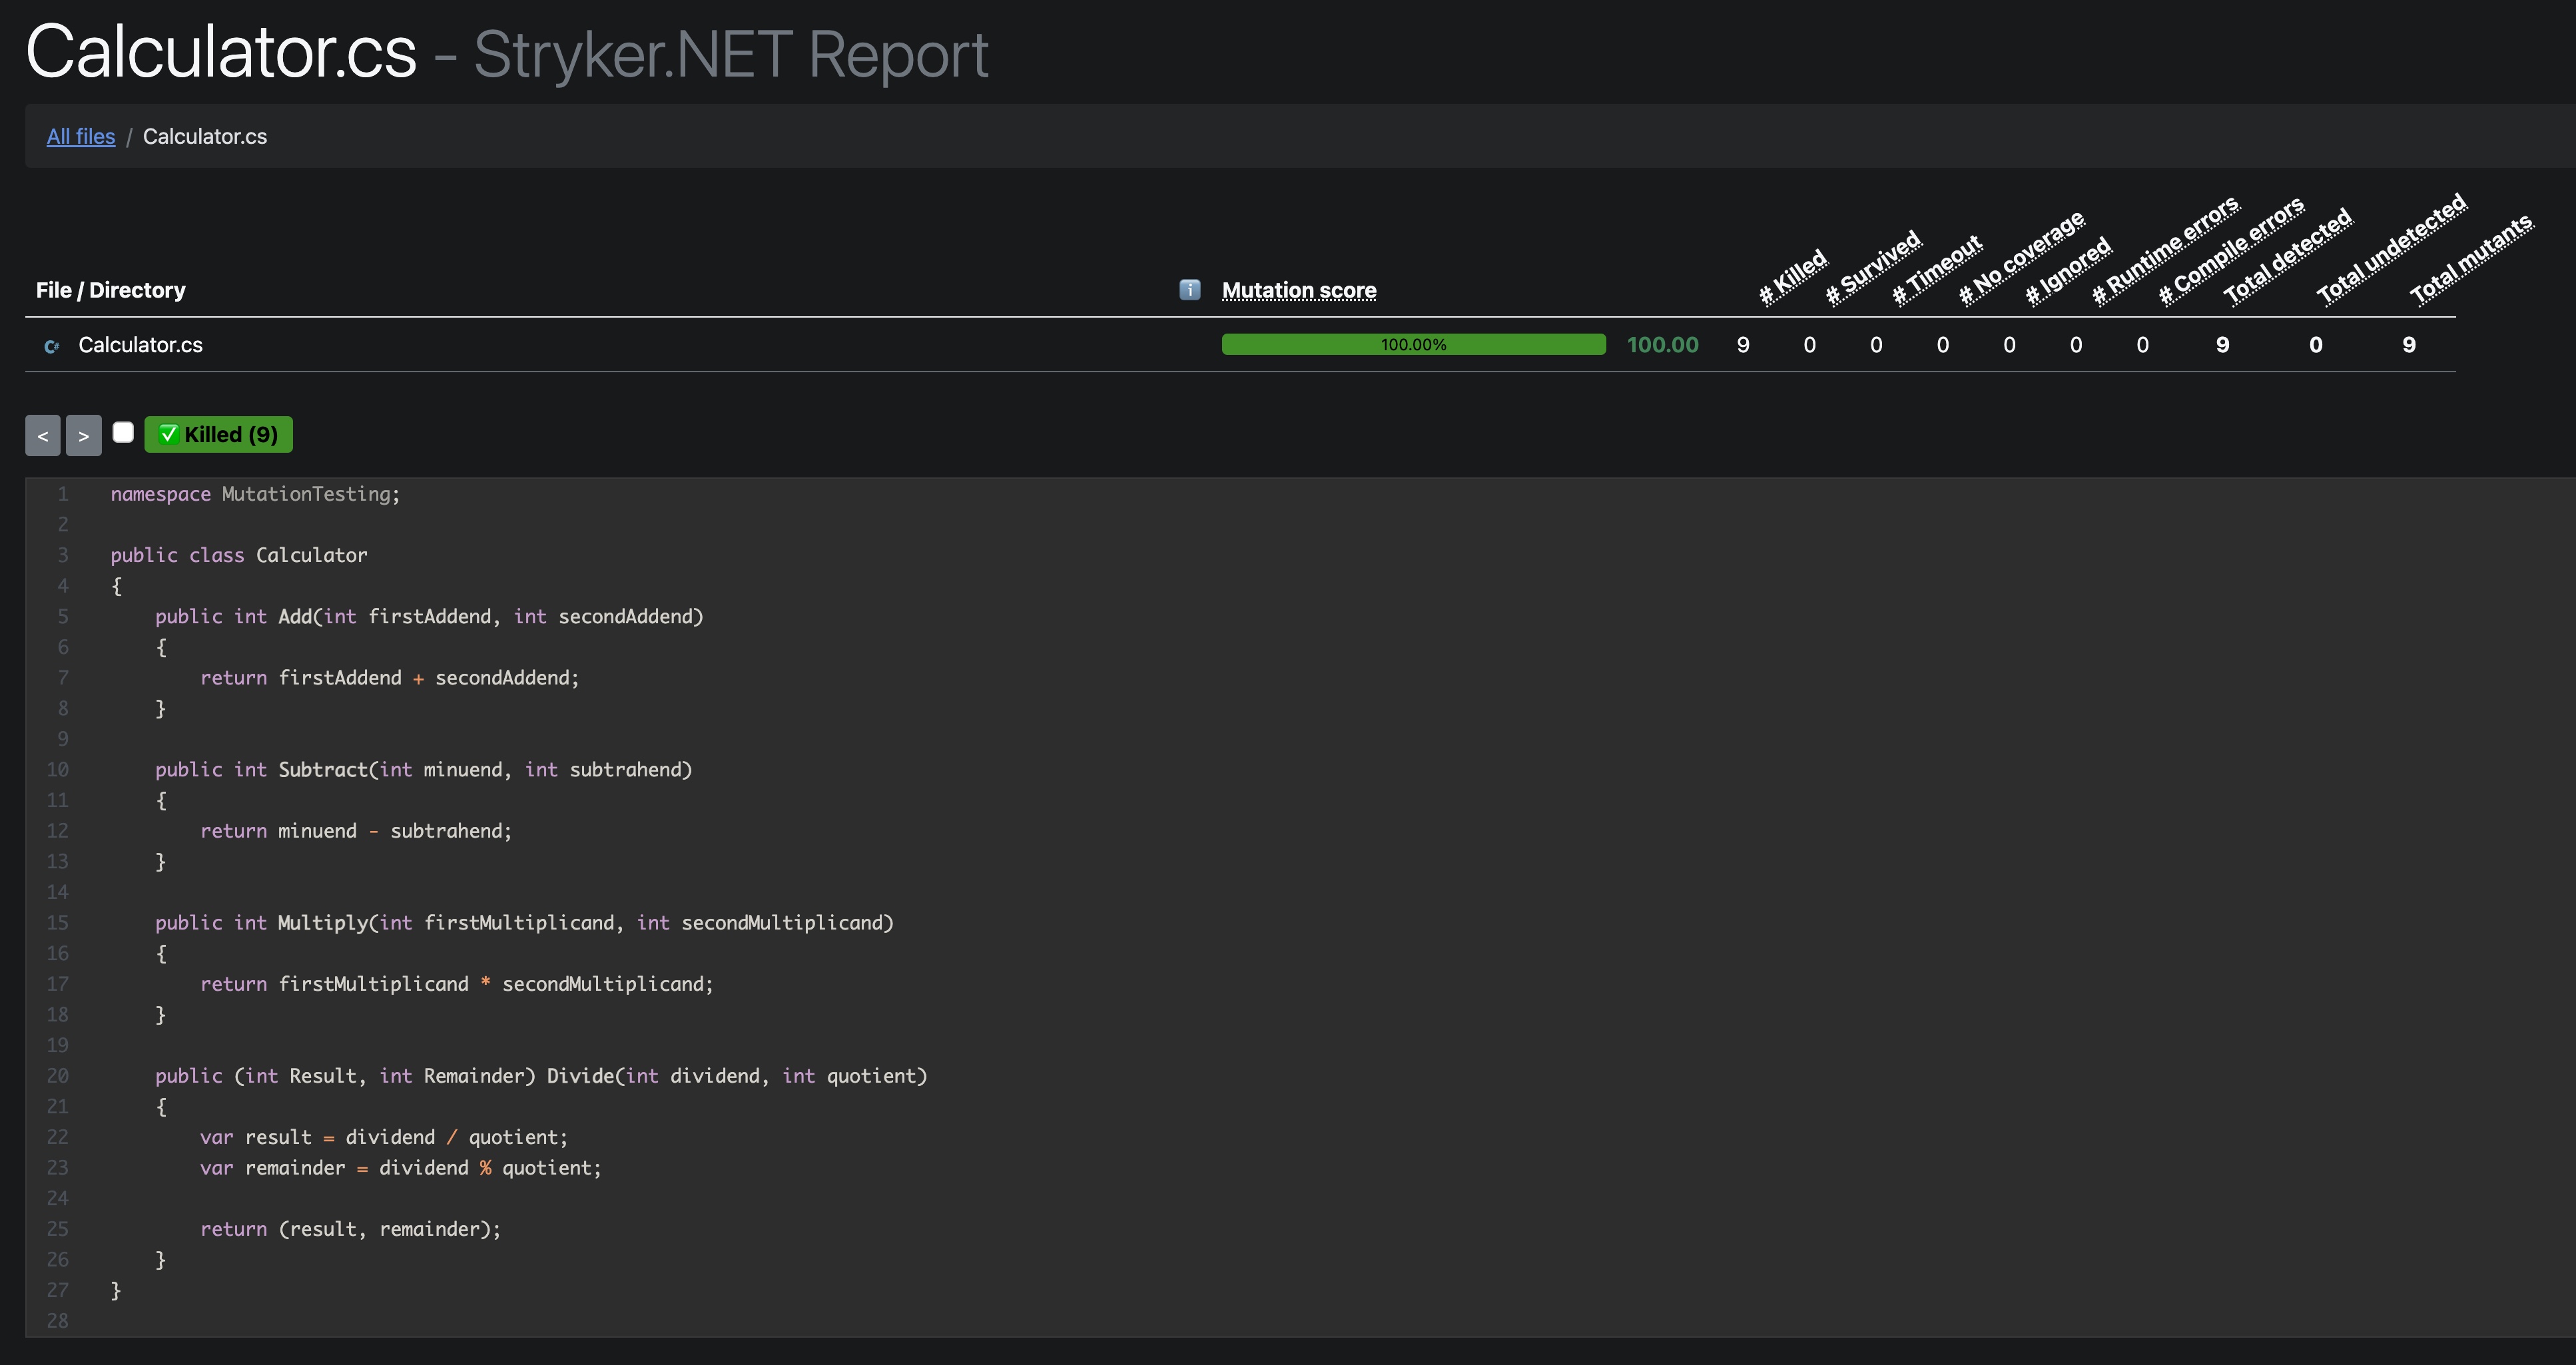 Calculator.cs - Stryker.NET Report
All files / Calculator.cs
File / Directory ℹ Mutation score # Killed # Survived # Timeout # No coverage # Ignored # Runtime errors # Compile errors Total detected Total undetected Total mutants
C# Calculator.cs 100.00% 100.00 9 0 0 0 0 0 0 9 0 9
< > ✅ Killed (9)
1 namespace MutationTesting;
2
3 public class Calculator
4 {
5     public int Add(int firstAddend, int secondAddend)
6     {
7         return firstAddend + secondAddend;
8     }
9
10     public int Subtract(int minuend, int subtrahend)
11     {
12         return minuend - subtrahend;
13     }
14
15     public int Multiply(int firstMultiplicand, int secondMultiplicand)
16     {
17         return firstMultiplicand * secondMultiplicand;
18     }
19
20     public (int Result, int Remainder) Divide(int dividend, int quotient)
21     {
22         var result = dividend / quotient;
23         var remainder = dividend % quotient;
24
25         return (result, remainder);
26     }
27 }
28